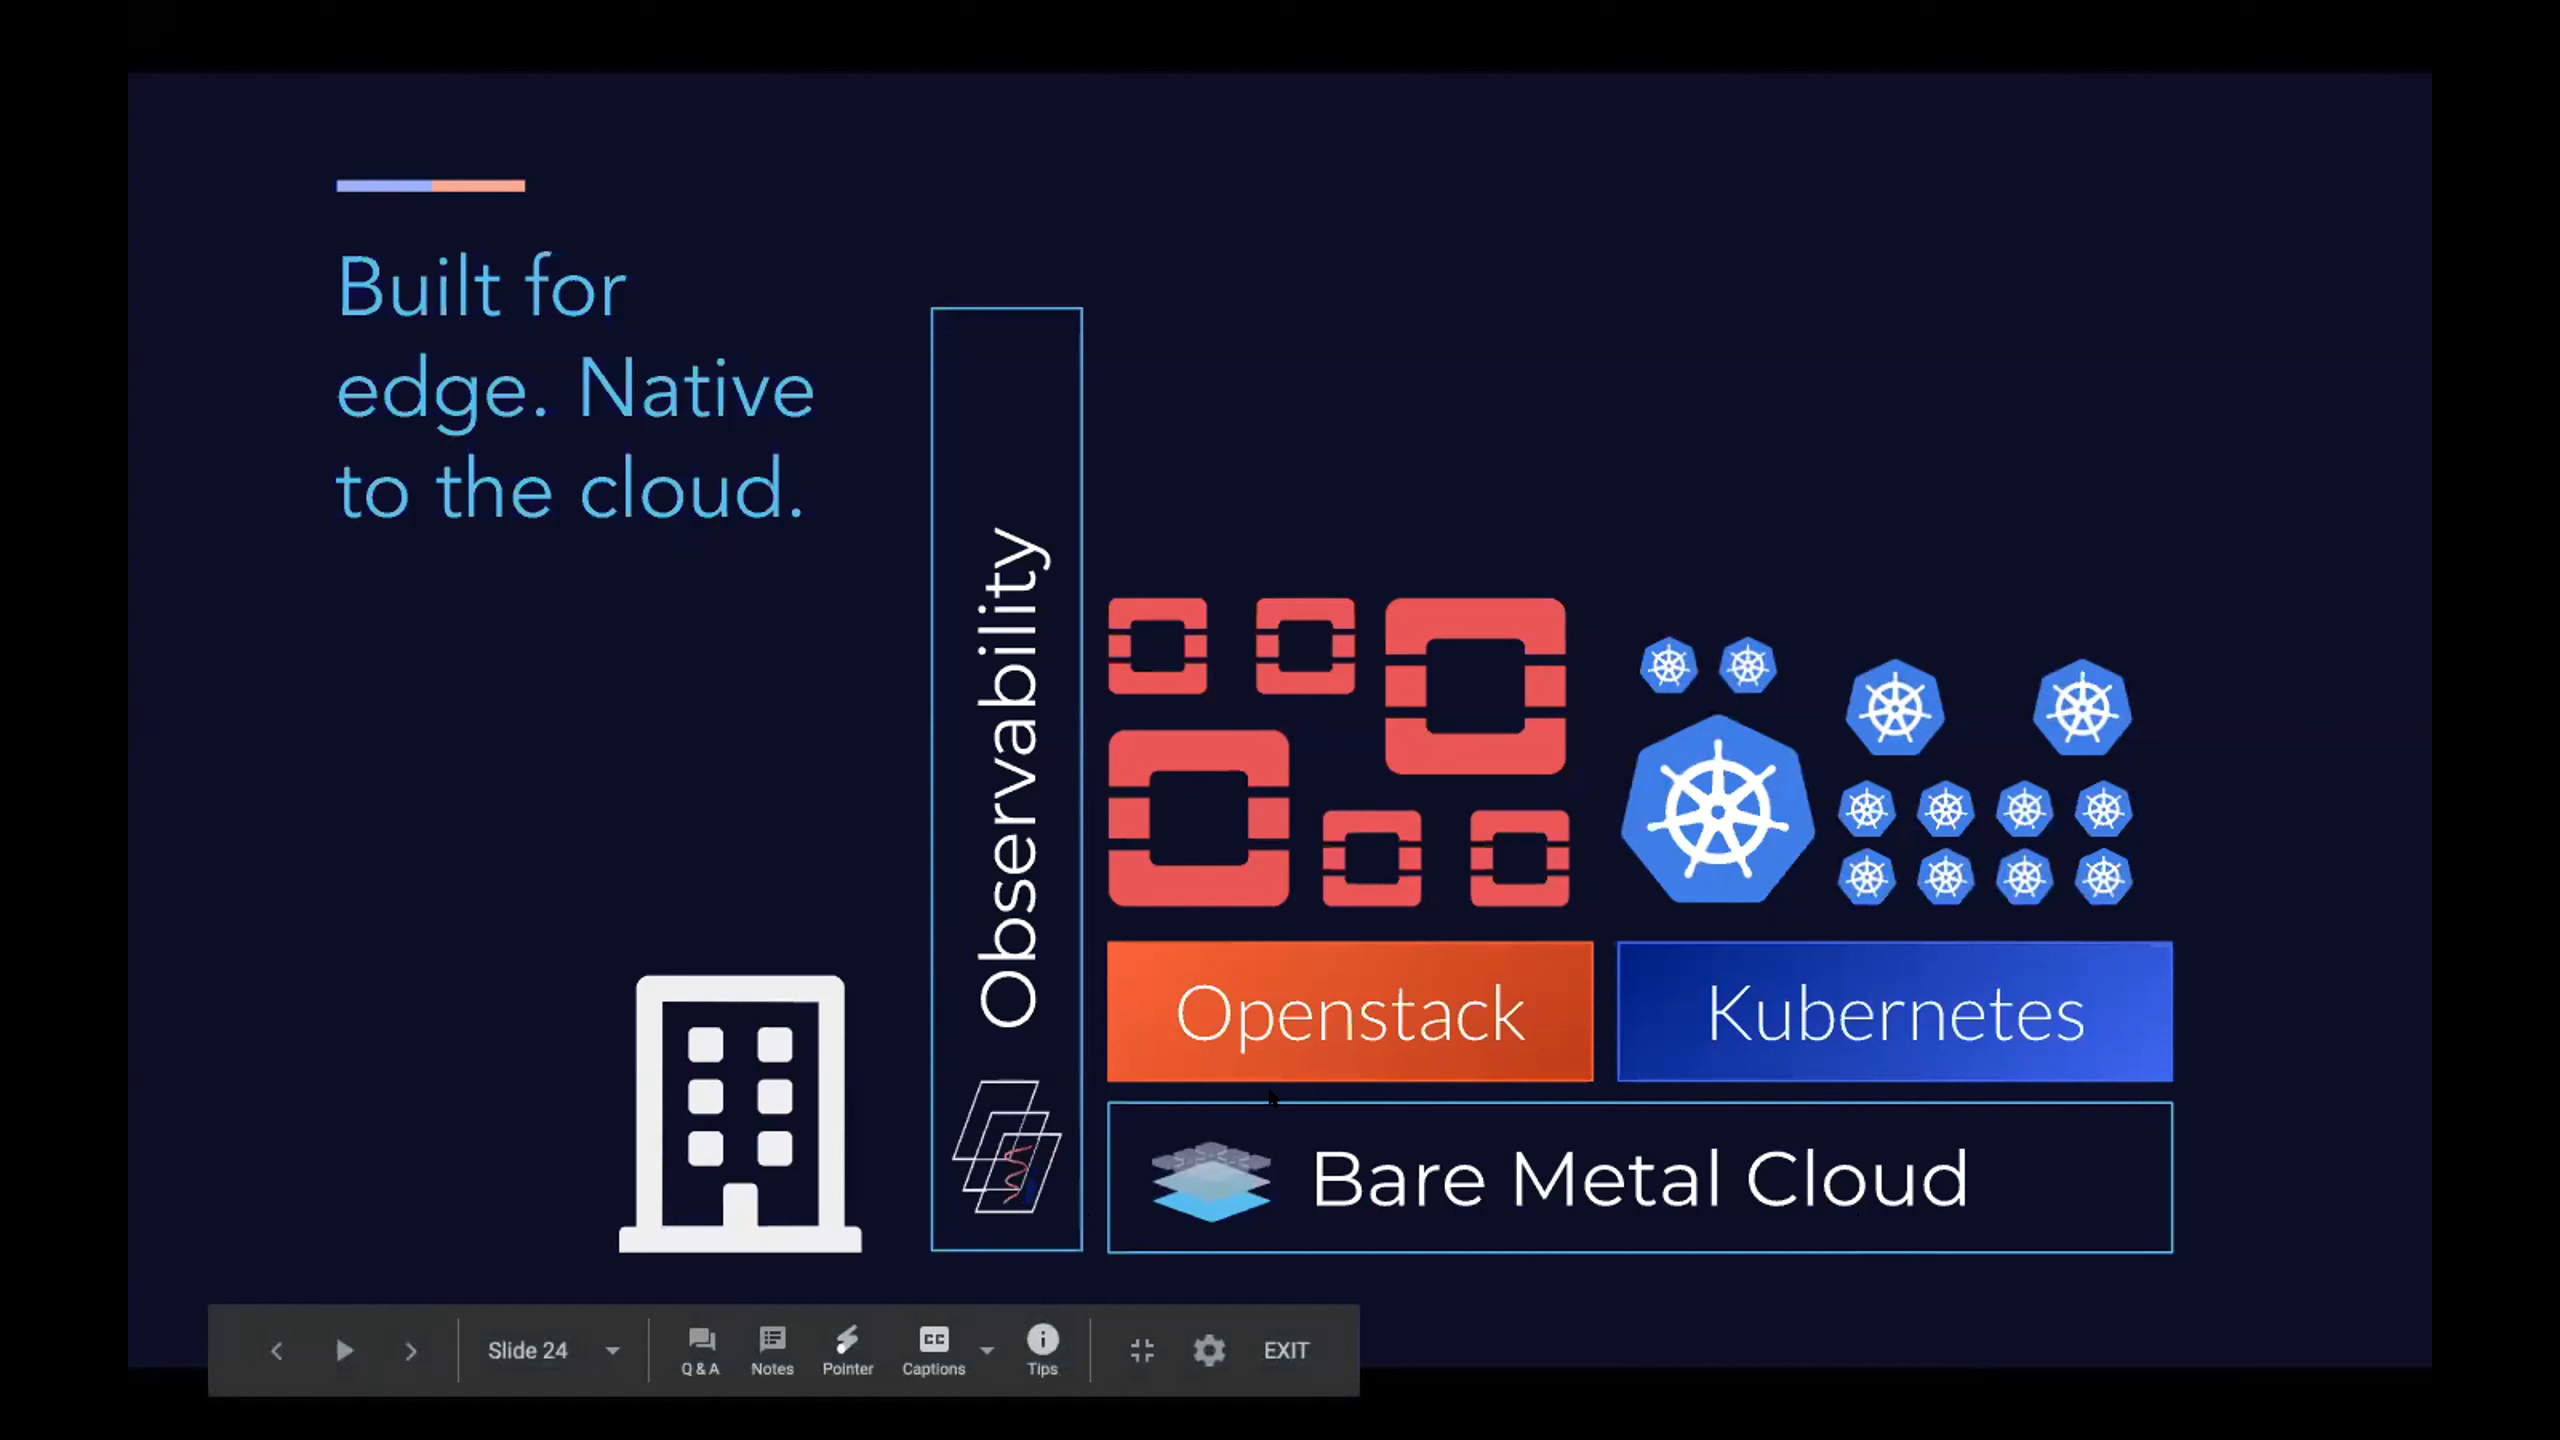 Built for
edge. Native
to the cloud.
Observability
Openstack
Kubernetes
Bare Metal Cloud
Slide 24
Q & A
Notes
Pointer
CC
Captions
Tips
EXIT